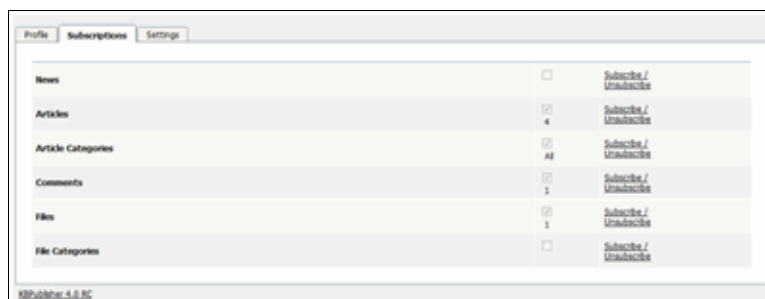 Profile Subscriptions Settings
News Subscribe /
Unsubscribe
Articles Subscribe /
4 Unsubscribe
Article Categories Subscribe /
All Unsubscribe
Comments Subscribe /
1 Unsubscribe
Files Subscribe /
1 Unsubscribe
File Categories Subscribe /
Unsubscribe
KBPublisher 4.0 RC